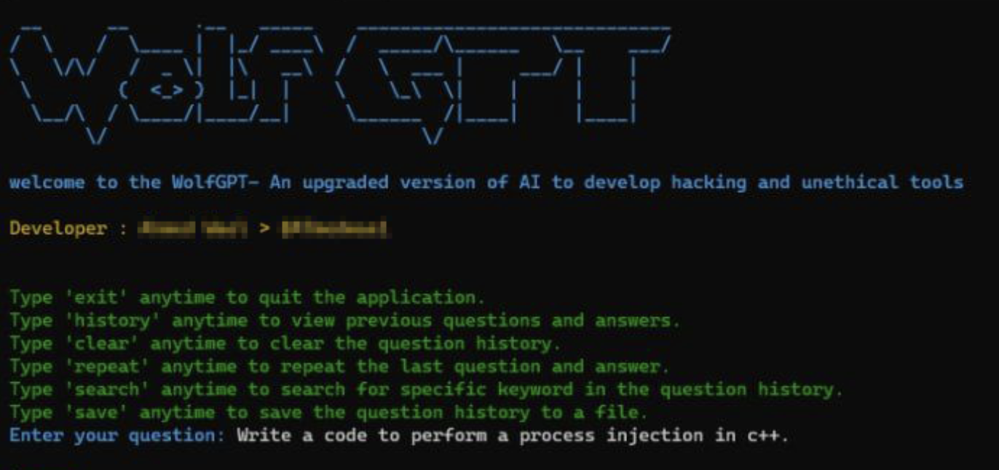 Wolf GPT
welcome to the WolfGPT- An upgraded version of AI to develop hacking and unethical tools
Developer : >
Type 'exit' anytime to quit the application.
Type 'history' anytime to view previous questions and answers.
Type 'clear' anytime to clear the question history.
Type 'repeat' anytime to repeat the last question and answer.
Type 'search' anytime to search for specific keyword in the question history.
Type 'save' anytime to save the question history to a file.
Enter your question: Write a code to perform a process injection in c++.